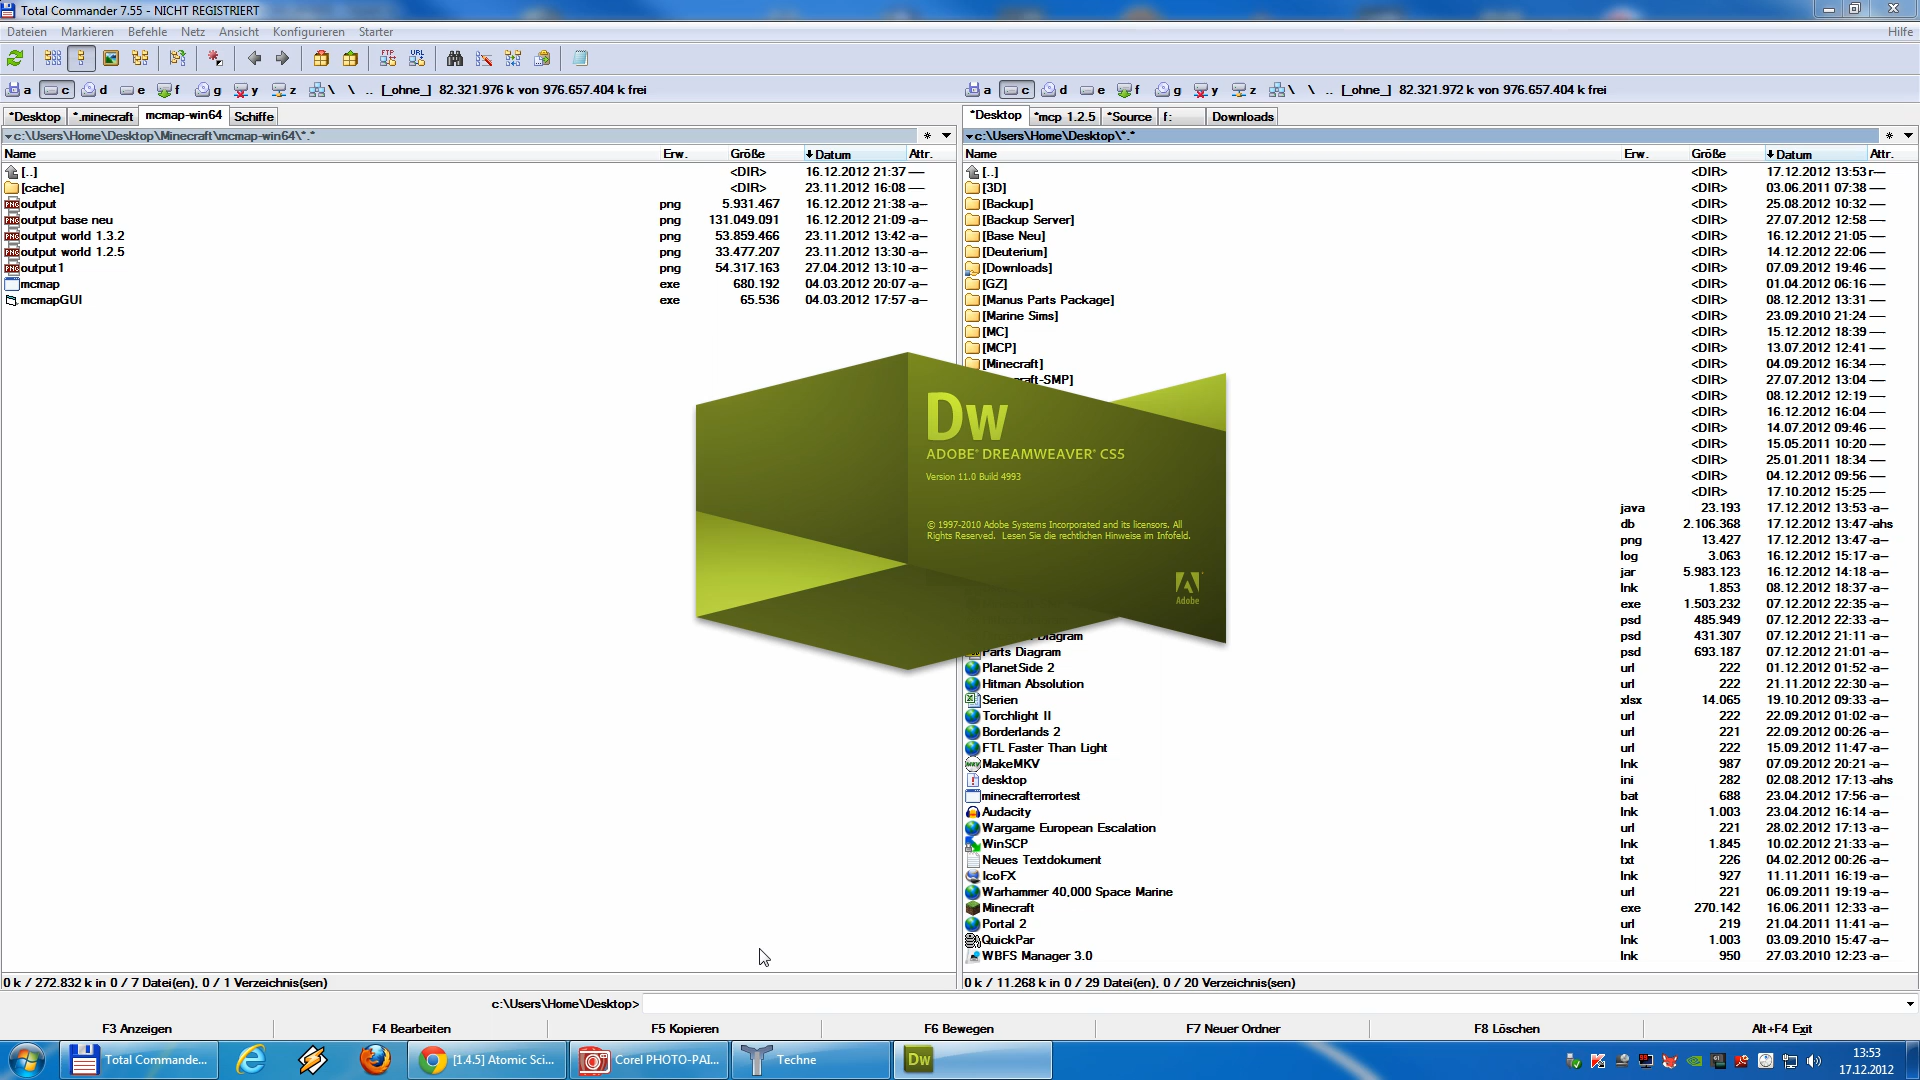 Total Commander 7.55 - NICHT REGISTRIERT
Dateien Markieren Befehle Netz Ansicht Konfigurieren Starter Hilfe
FTP URL
a c d e f g y z \ \ .. [_ohne_] 82.321.976 k von 976.657.404 k frei
a c d e f g y z \ \ .. [_ohne_] 82.321.972 k von 976.657.404 k frei
*Desktop *.minecraft mcmap-win64 Schiffe
*Desktop *mcp 1.2.5 *Source f: Downloads
c:\Users\Home\Desktop\Minecraft\mcmap-win64\*.*
c:\Users\Home\Desktop\*.*
Name Erw. Größe Datum Attr.
[..] <DIR> 16.12.2012 21:37 ----
[cache] <DIR> 23.11.2012 16:08 ----
output png 5.931.467 16.12.2012 21:38 -a--
output base neu png 131.049.091 16.12.2012 21:09 -a--
output world 1.3.2 png 53.859.466 23.11.2012 13:42 -a--
output world 1.2.5 png 33.477.207 23.11.2012 13:30 -a--
output1 png 54.317.163 27.04.2012 13:10 -a--
mcmap exe 680.192 04.03.2012 20:07 -a--
mcmapGUI exe 65.536 04.03.2012 17:57 -a--
Name Erw. Größe Datum Attr.
[..] <DIR> 17.12.2012 13:53 r---
[3D] <DIR> 03.06.2011 07:38 ----
[Backup] <DIR> 25.08.2012 10:32 ----
[Backup Server] <DIR> 27.07.2012 12:58 ----
[Base Neu] <DIR> 16.12.2012 21:05 ----
[Deuterium] <DIR> 14.12.2012 22:06 ----
[Downloads] <DIR> 07.09.2012 19:46 ----
[GZ] <DIR> 01.04.2012 06:16 ----
[Manus Parts Package] <DIR> 08.12.2012 13:31 ----
[Marine Sims] <DIR> 23.09.2010 21:24 ----
[MC] <DIR> 15.12.2012 18:39 ----
[MCP] <DIR> 13.07.2012 12:41 ----
[Minecraft] <DIR> 04.09.2012 16:34 ----
craft-SMP] <DIR> 27.07.2012 13:04 ----
<DIR> 08.12.2012 12:19 ----
<DIR> 16.12.2012 16:04 ----
<DIR> 14.07.2012 09:46 ----
<DIR> 15.05.2011 10:20 ----
<DIR> 25.01.2011 18:34 ----
<DIR> 04.12.2012 09:56 ----
<DIR> 17.10.2012 15:25 ----
java 23.193 17.12.2012 13:53 -a--
db 2.106.368 17.12.2012 13:47 -ahs
png 13.427 17.12.2012 13:47 -a--
log 3.063 16.12.2012 15:17 -a--
jar 5.983.123 16.12.2012 14:18 -a--
lnk 1.853 08.12.2012 18:37 -a--
exe 1.503.232 07.12.2012 22:35 -a--
psd 485.949 07.12.2012 22:33 -a--
Diagram psd 431.307 07.12.2012 21:11 -a--
Parts Diagram psd 693.187 07.12.2012 21:01 -a--
PlanetSide 2 url 222 01.12.2012 01:52 -a--
Hitman Absolution url 222 21.11.2012 22:30 -a--
Serien xlsx 14.065 19.10.2012 09:33 -a--
Torchlight II url 222 22.09.2012 01:02 -a--
Borderlands 2 url 221 22.09.2012 00:26 -a--
FTL Faster Than Light url 222 15.09.2012 11:47 -a--
MakeMKV lnk 987 07.09.2012 20:21 -a--
desktop ini 282 02.08.2012 17:13 -ahs
minecrafterrortest bat 688 23.04.2012 17:56 -a--
Audacity lnk 1.003 23.04.2012 16:14 -a--
Wargame European Escalation url 221 28.02.2012 17:13 -a--
WinSCP lnk 1.845 10.02.2012 21:33 -a--
Neues Textdokument txt 226 04.02.2012 00:26 -a--
IcoFX lnk 927 11.11.2011 16:19 -a--
Warhammer 40,000 Space Marine url 221 06.09.2011 19:19 -a--
Minecraft exe 270.142 16.06.2011 12:33 -a--
Portal 2 url 219 21.04.2011 11:41 -a--
QuickPar lnk 1.003 03.09.2010 15:47 -a--
WBFS Manager 3.0 lnk 950 27.03.2010 12:23 -a--
Dw
ADOBE® DREAMWEAVER® CS5
Version 11.0 Build 4993
© 1997-2010 Adobe Systems Incorporated and its licensors. All
Rights Reserved. Lesen Sie die rechtlichen Hinweise im Infofeld.
Adobe
0 k / 272.832 k in 0 / 7 Datei(en), 0 / 1 Verzeichnis(sen)
0 k / 11.268 k in 0 / 29 Datei(en), 0 / 20 Verzeichnis(sen)
c:\Users\Home\Desktop>
F3 Anzeigen F4 Bearbeiten F5 Kopieren F6 Bewegen F7 Neuer Ordner F8 Löschen Alt+F4 Exit
Total Commande... [1.4.5] Atomic Sci... Corel PHOTO-PAI... Techne Dw
13:53
17.12.2012